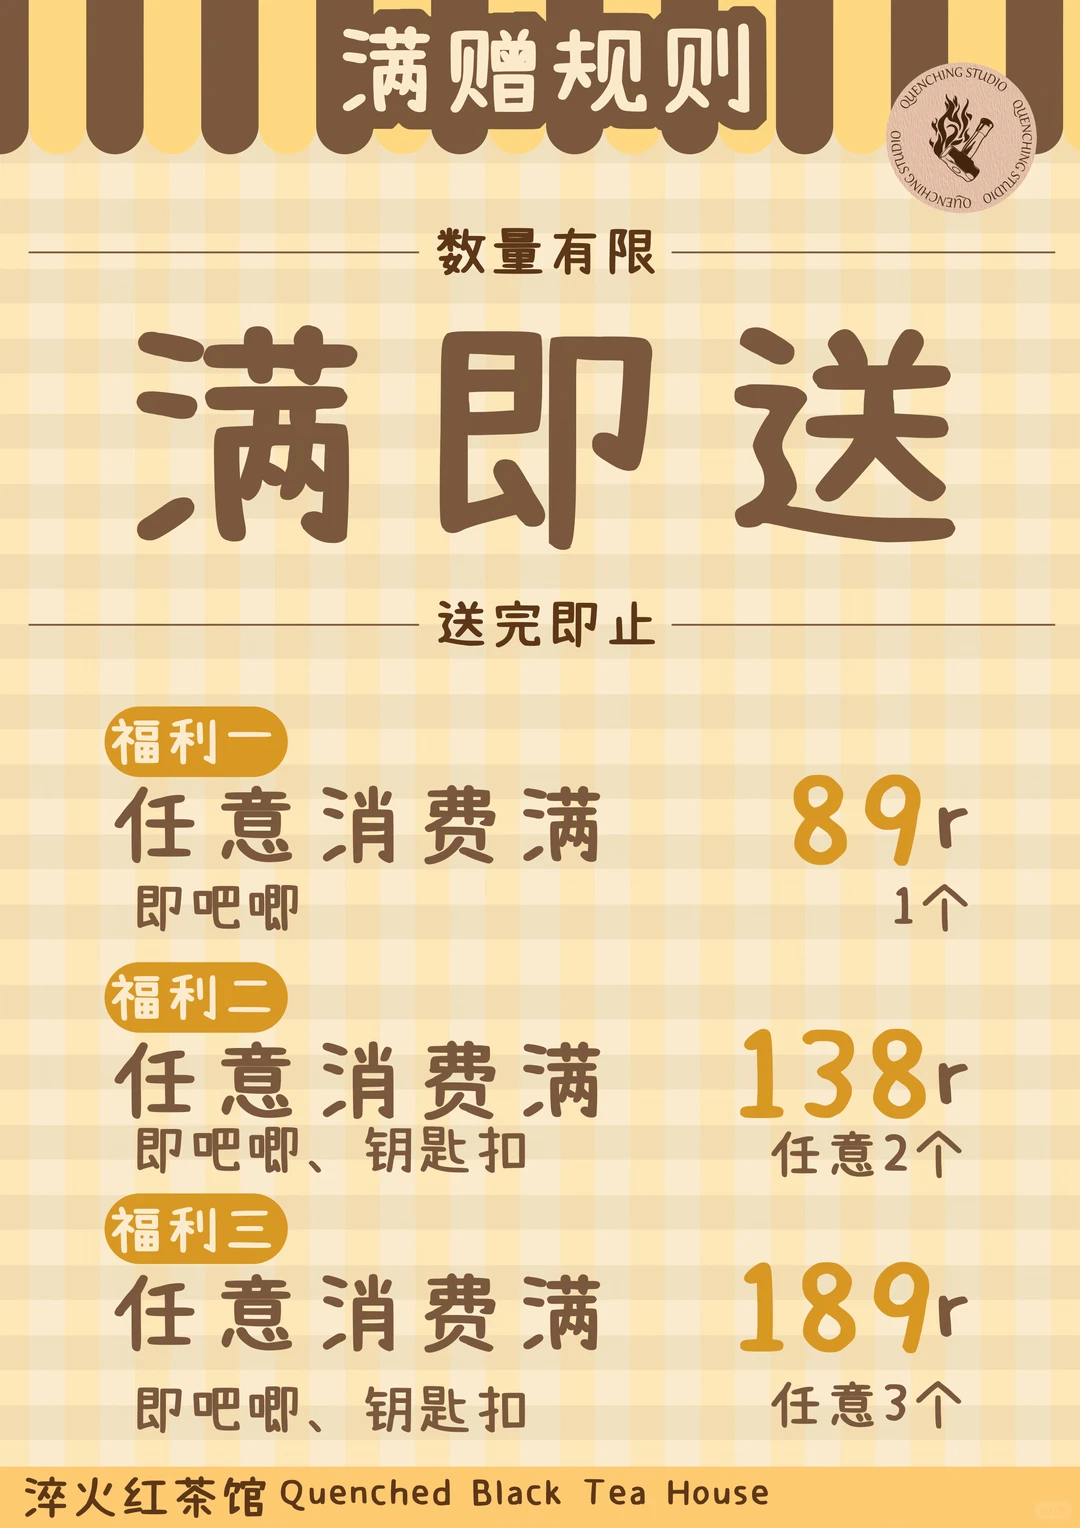 满赠规则
QUENCHING STUDIO QUENCHING STUDIO QUENCHING STUDIO
数量有限
满即送
送完即止
福利一
任意消费满 89r
即吧唧 1个
福利二
任意消费满 138r
即吧唧、钥匙扣 任意2个
福利三
任意消费满 189r
即吧唧、钥匙扣 任意3个
淬火红茶馆 Quenched Black Tea House